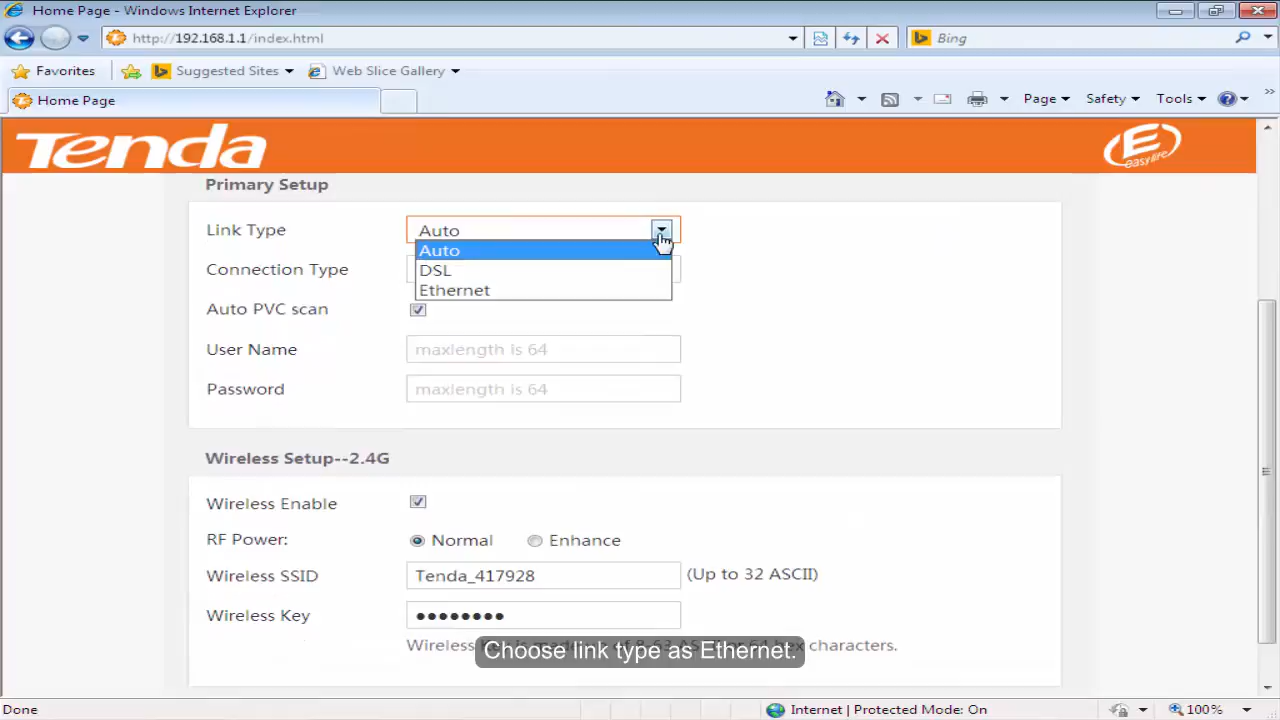 Home Page - Windows Internet Explorer
http://192.168.1.1/index.html
Bing
Favorites
Suggested Sites
Web Slice Gallery
Home Page
Page
Safety
Tools
Tenda
easylife
Primary Setup
Link Type
Auto
Auto
DSL
Ethernet
Connection Type
Auto PVC scan
User Name
maxlength is 64
Password
maxlength is 64
Wireless Setup--2.4G
Wireless Enable
RF Power:
Normal
Enhance
Wireless SSID
Tenda_417928
(Up to 32 ASCII)
Wireless Key
Choose link type as Ethernet.
Wireless characters.
Done
Internet | Protected Mode: On
100%